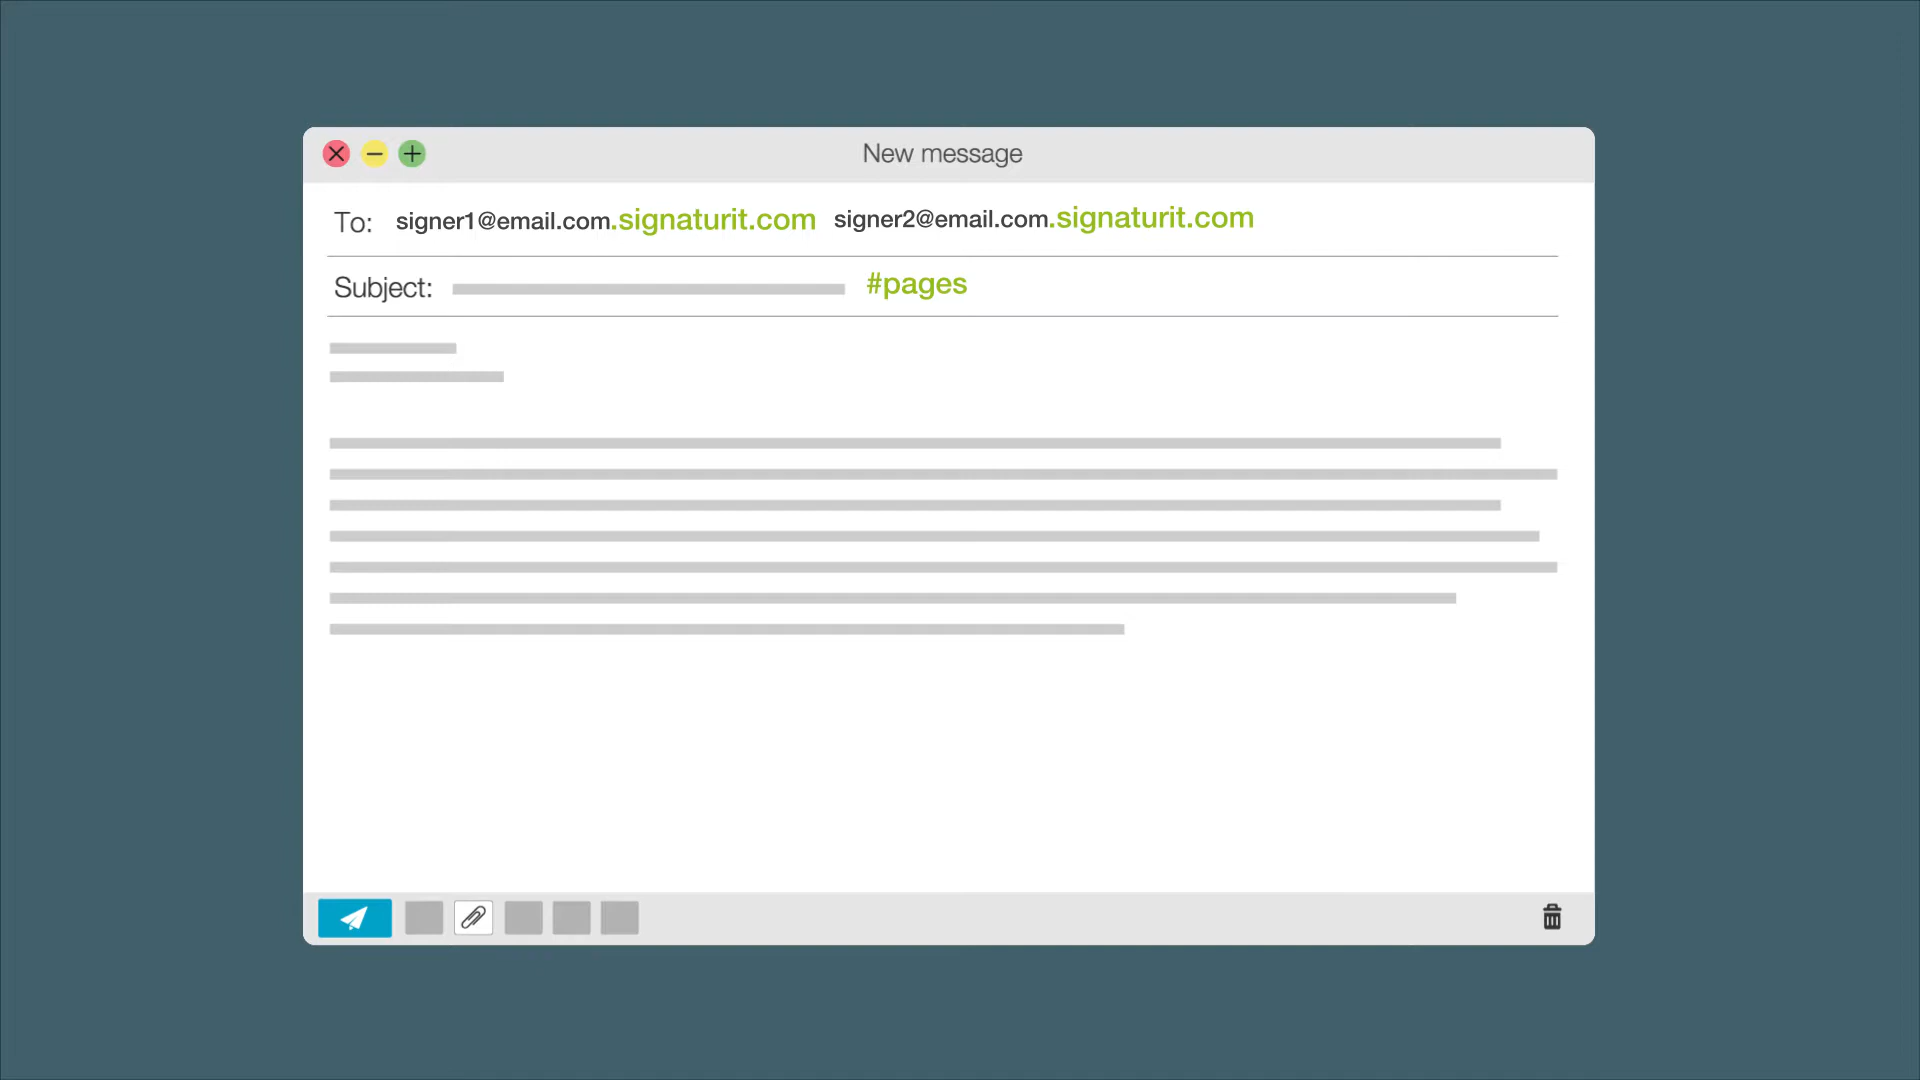 New message
To: signer1@email.com.signaturit.com signer2@email.com.signaturit.com
Subject: #pages